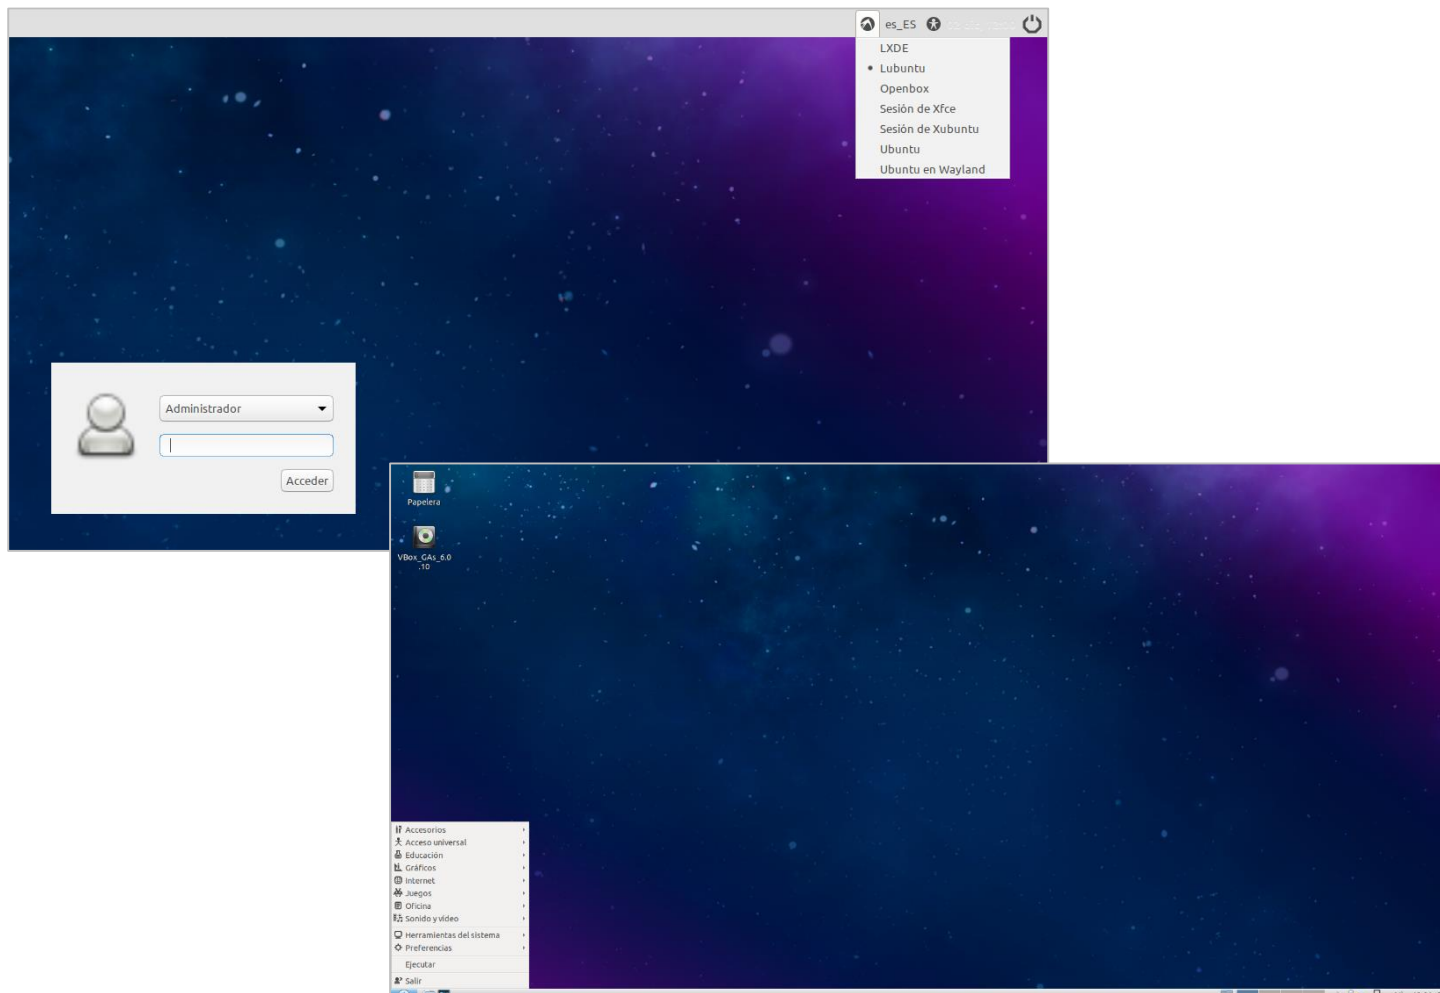 es_ES
LXDE
Lubuntu
Openbox
Sesión de Xfce
Sesión de Xubuntu
Ubuntu
Ubuntu en Wayland
Administrador
Acceder
Papelera
VBox_GAs_6.0
.10
Accesorios
Acceso universal
Educación
Gráficos
Internet
Juegos
Oficina
Sonido y vídeo
Herramientas del sistema
Preferencias
Ejecutar
Salir